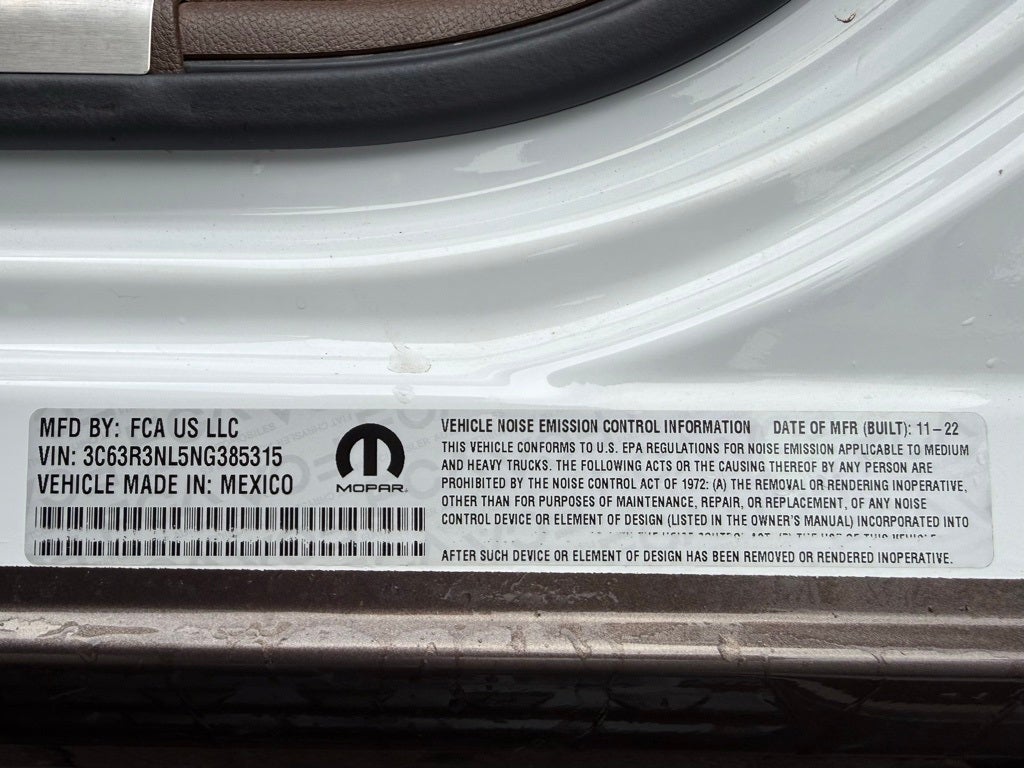 MFD BY: FCA US LLC
VIN: 3C63R3NL5NG385315
VEHICLE MADE IN: MEXICO
MOPAR®
VEHICLE NOISE EMISSION CONTROL INFORMATION DATE OF MFR (BUILT): 11-22
THIS VEHICLE CONFORMS TO U.S. EPA REGULATIONS FOR NOISE EMISSION APPLICABLE TO MEDIUM
AND HEAVY TRUCKS. THE FOLLOWING ACTS OR THE CAUSING THEREOF BY ANY PERSON ARE
PROHIBITED BY THE NOISE CONTROL ACT OF 1972: (A) THE REMOVAL OR RENDERING INOPERATIVE,
OTHER THAN FOR PURPOSES OF MAINTENANCE, REPAIR, OR REPLACEMENT, OF ANY NOISE
CONTROL DEVICE OR ELEMENT OF DESIGN (LISTED IN THE OWNER'S MANUAL) INCORPORATED INTO
AFTER SUCH DEVICE OR ELEMENT OF DESIGN HAS BEEN REMOVED OR RENDERED INOPERATIVE.